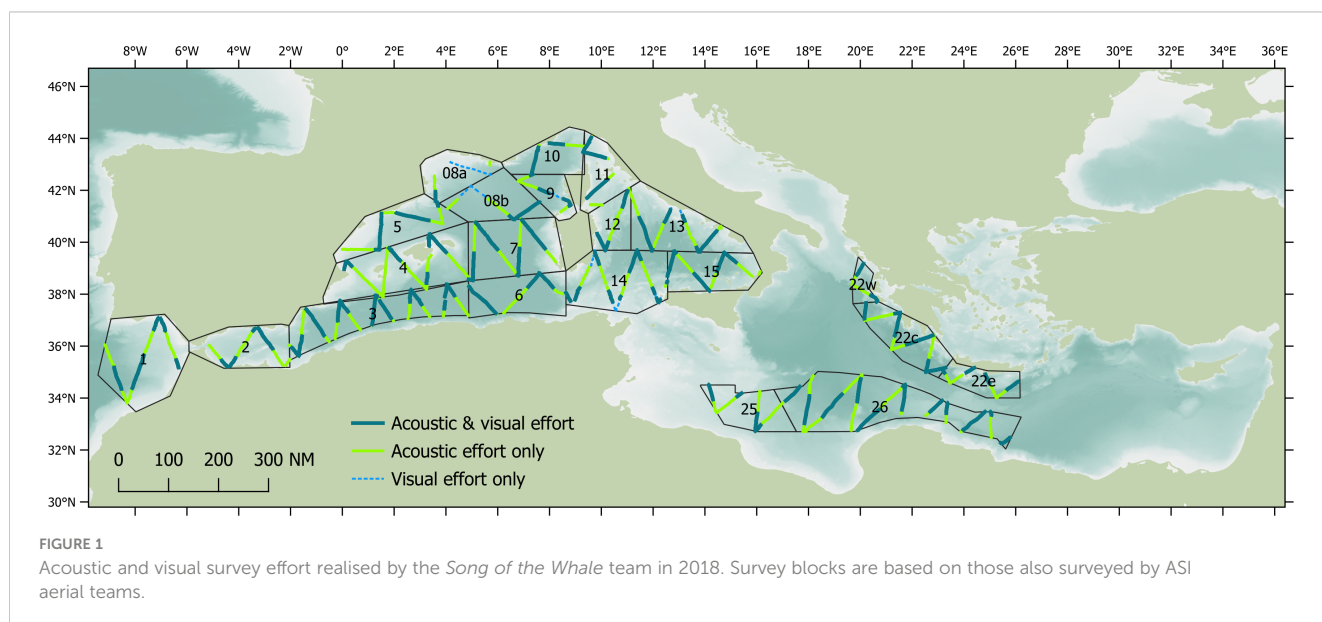 8°W 6°W 4°W 2°W 0° 2°E 4°E 6°E 8°E 10°E 12°E 14°E 16°E 18°E 20°E 22°E 24°E 26°E 28°E 30°E 32°E 34°E 36°E
46°N
44°N
42°N
40°N
38°N
36°N
34°N
32°N
30°N
10
08a
11
9
08b
5
12
13
7
4
15
22w
14
6
3
22c
1
2
22e
25
26
Acoustic & visual effort
Acoustic effort only
Visual effort only
0 100 200 300 NM
FIGURE 1
Acoustic and visual survey effort realised by the Song of the Whale team in 2018. Survey blocks are based on those also surveyed by ASI
aerial teams.